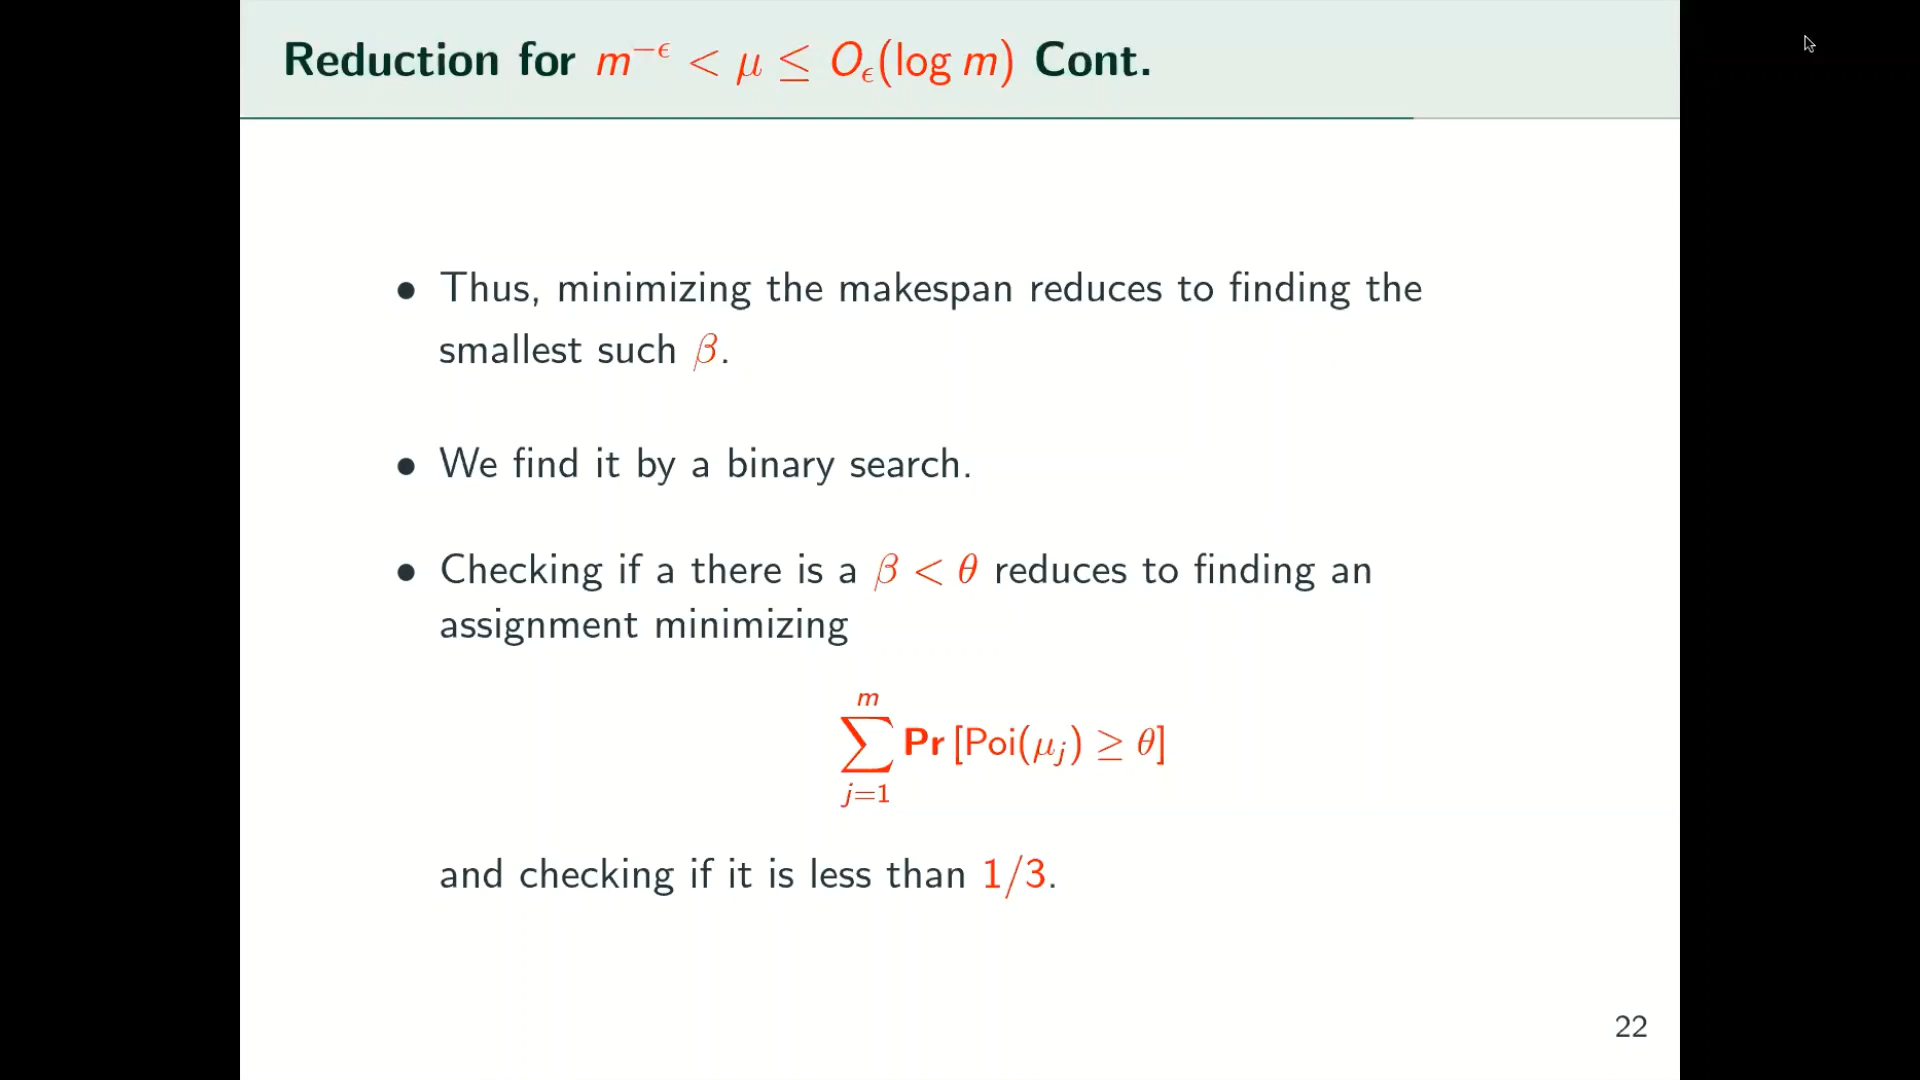 Reduction for m^{−ϵ} < μ ≤ O_ϵ(log m) Cont.
• Thus, minimizing the makespan reduces to finding the
smallest such β.
• We find it by a binary search.
• Checking if a there is a β < θ reduces to finding an
assignment minimizing
∑_{j=1}^{m} Pr [Poi(μ_j) ≥ θ]
and checking if it is less than 1/3.
22